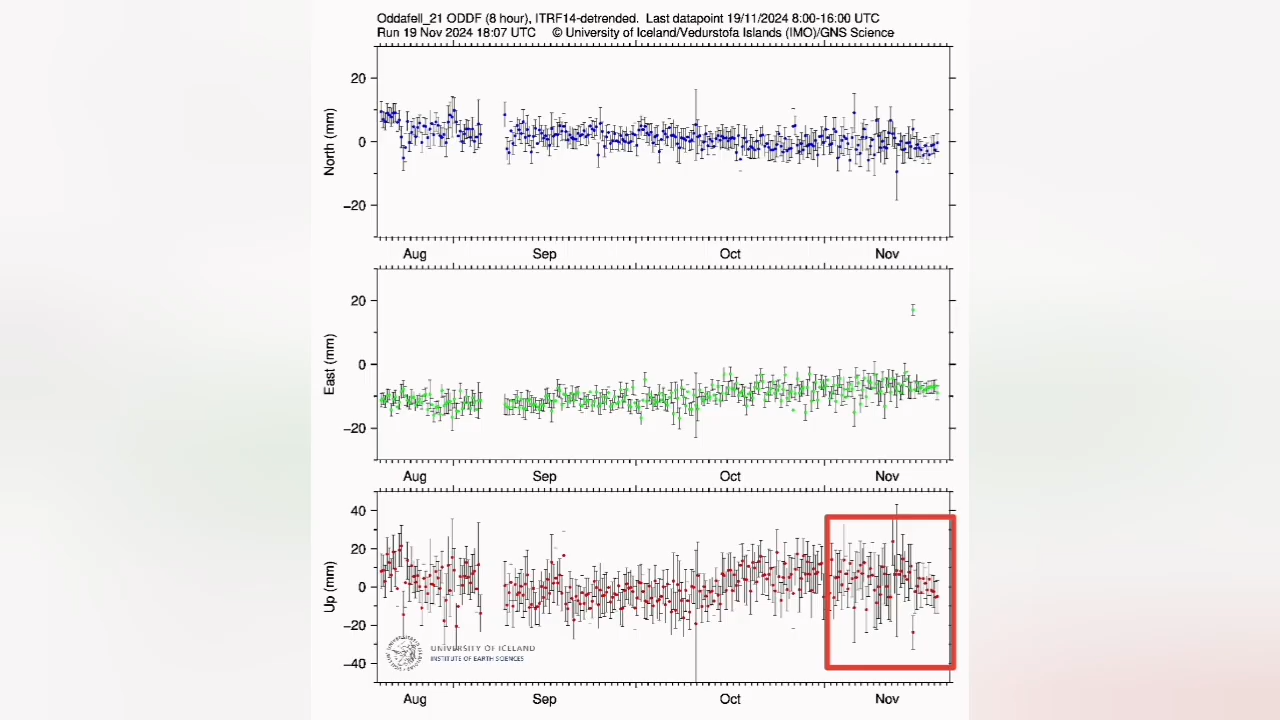 Oddafell_21 ODDF (8 hour), ITRF14-detrended. Last datapoint 19/11/2024 8:00-16:00 UTC
Run 19 Nov 2024 18:07 UTC © University of Iceland/Vedurstofa Islands (IMO)/GNS Science
20
0
−20
North (mm)
Aug Sep Oct Nov
20
0
−20
East (mm)
Aug Sep Oct Nov
40
20
0
−20
−40
Up (mm)
UNIVERSITY OF ICELAND
INSTITUTE OF EARTH SCIENCES
Aug Sep Oct Nov